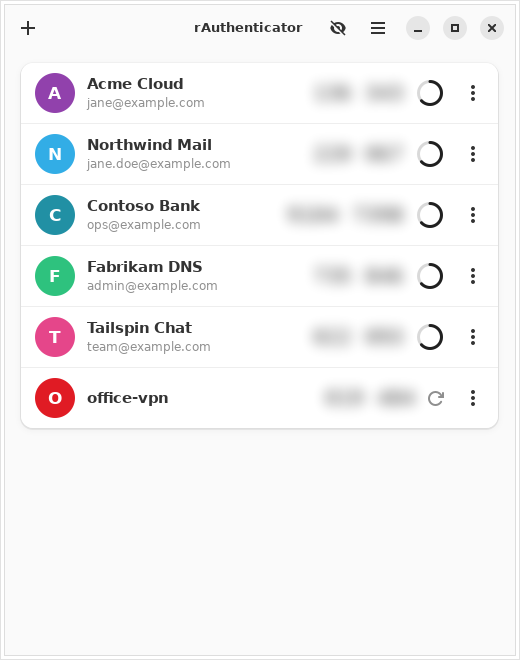 rAuthenticator
A
Acme Cloud
jane@example.com
N
Northwind Mail
jane.doe@example.com
C
Contoso Bank
ops@example.com
F
Fabrikam DNS
admin@example.com
T
Tailspin Chat
team@example.com
O
office-vpn